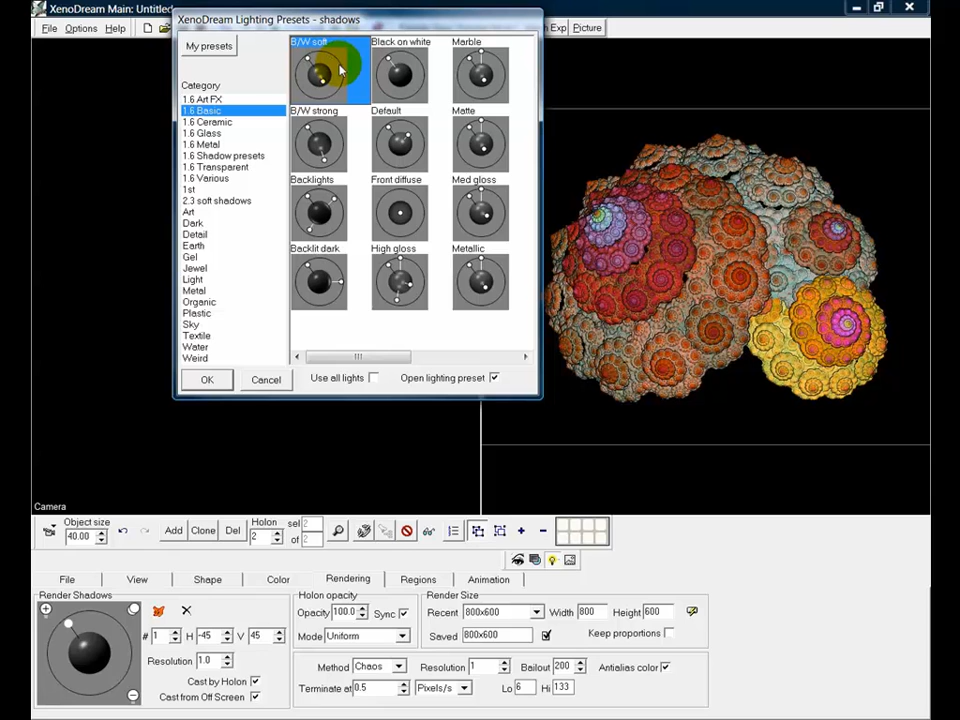 XenoDream Main: Untitled
File Options Help
Exp Picture
XenoDream Lighting Presets - shadows
My presets
Category
1.6 Art FX
1.6 Basic
1.6 Ceramic
1.6 Glass
1.6 Metal
1.6 Shadow presets
1.6 Transparent
1.6 Various
1st
2.3 soft shadows
Art
Dark
Detail
Earth
Gel
Jewel
Light
Metal
Organic
Plastic
Sky
Textile
Water
Weird
B/W soft Black on white Marble
B/W strong Default Matte
Backlights Front diffuse Med gloss
Backlit dark High gloss Metallic
OK Cancel Use all lights Open lighting preset
Camera
Object size
40.00
Add Clone Del
Holon
2
sel 2
of 2
File View Shape Color Rendering Regions Animation
Render Shadows
# 1 H -45 V 45
Resolution 1.0
Cast by Holon
Cast from Off Screen
Holon opacity
Opacity 100.0 Sync
Mode Uniform
Render Size
Recent 800x600 Width 800 Height 600
Saved 800x600 Keep proportions
Method Chaos Resolution 1 Bailout 200 Antialias color
Terminate at 0.5 Pixels/s Lo 6 Hi 133